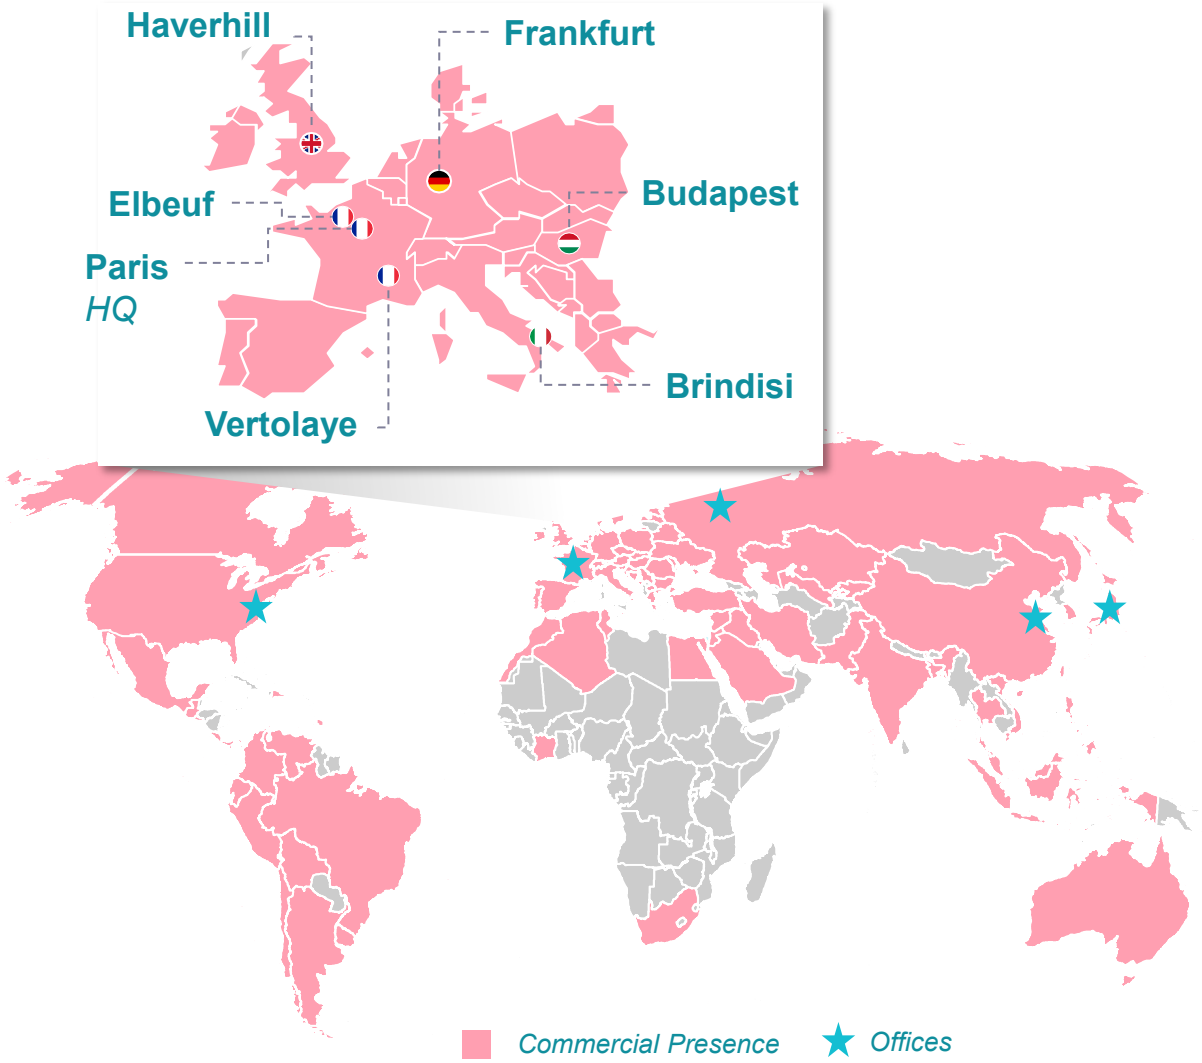 Haverhill
Frankfurt
Elbeuf
Budapest
Paris
HQ
Brindisi
Vertolaye
Commercial Presence
Offices